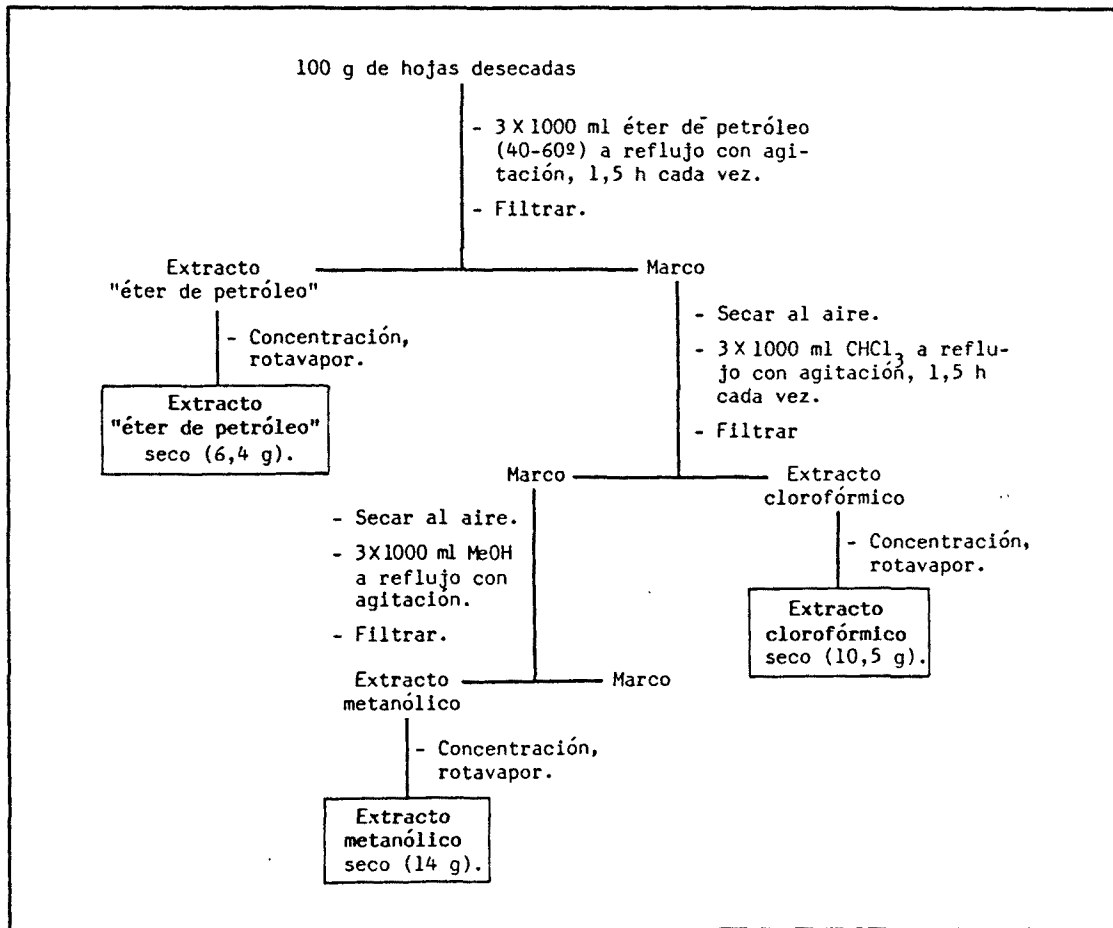 100 g de hojas desecadas
- 3 X 1000 ml éter de petróleo
(40-60º) a reflujo con agi-
tación, 1,5 h cada vez.
- Filtrar.
Extracto
"éter de petróleo"
Marco
- Concentración,
rotavapor.
Extracto
"éter de petróleo"
seco (6,4 g).
- Secar al aire.
- 3 X 1000 ml CHCl3 a reflu-
jo con agitación, 1,5 h
cada vez.
- Filtrar
Marco
Extracto
clorofórmico
- Secar al aire.
- 3X1000 ml MeOH
a reflujo con
agitación.
- Filtrar.
- Concentración,
rotavapor.
Extracto
clorofórmico
seco (10,5 g).
Extracto
metanólico
Marco
- Concentración,
rotavapor.
Extracto
metanólico
seco (14 g).